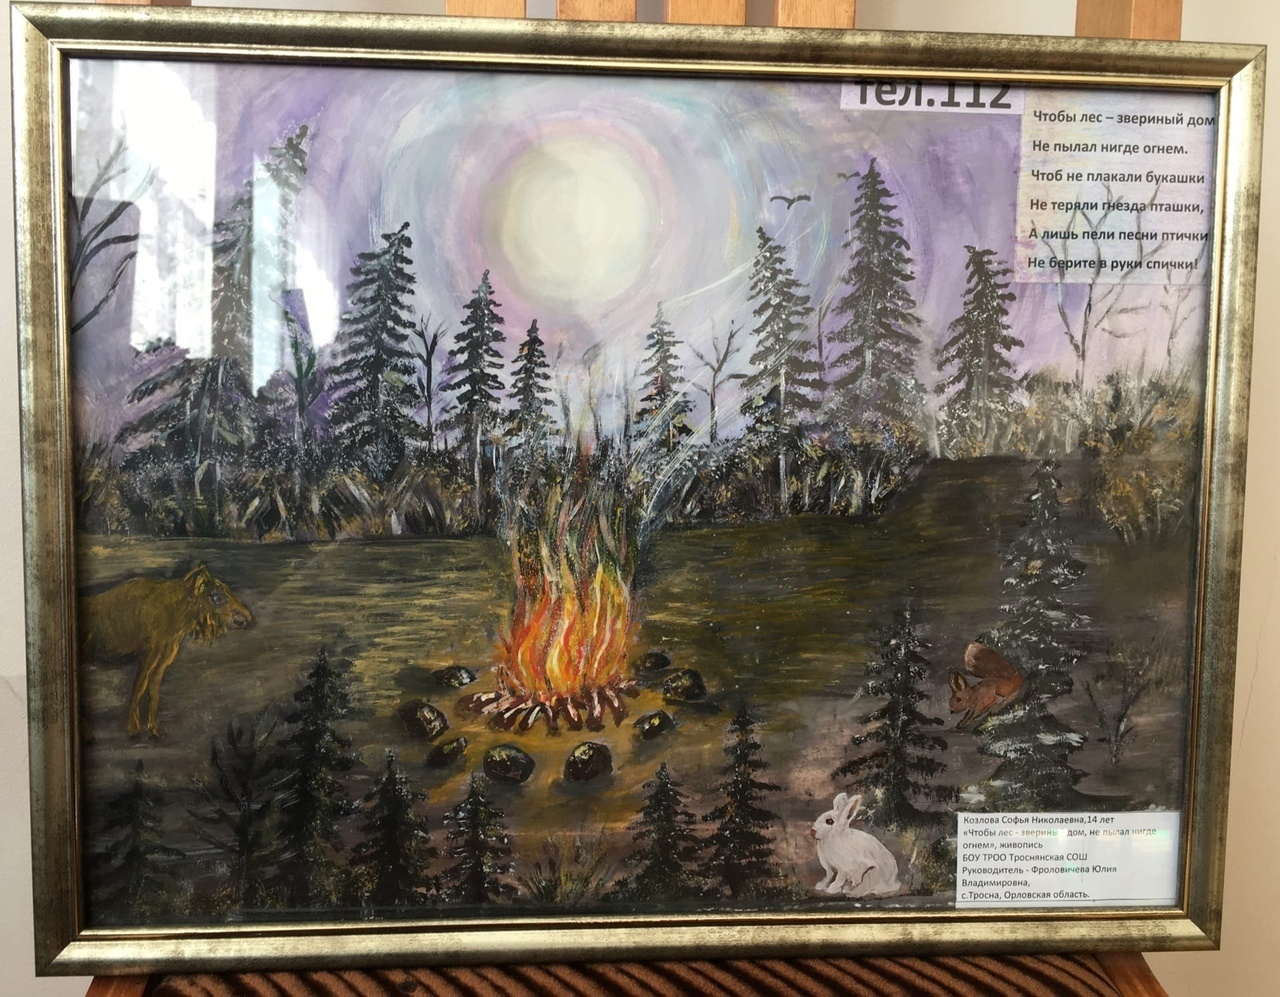 тел.112
Чтобы лес – звериный дом
Не пылал нигде огнем.
Чтоб не плакали букашки
Не теряли гнезда пташки,
А лишь пели песни птички
Не берите в руки спички!
Козлова Софья Николаевна,14 лет
«Чтобы лес - звериный дом, не пылал нигде
огнем», живопись
БОУ ТРОО Троснянская СОШ
Руководитель - Фроловичева Юлия
Владимировна,
с.Тросна, Орловская область.